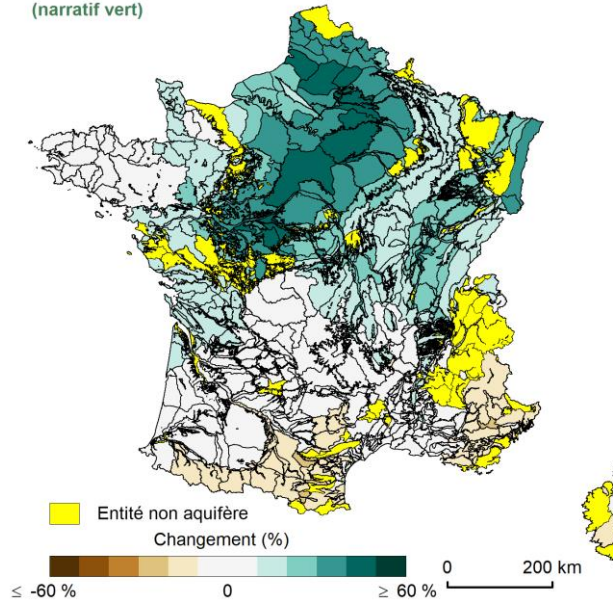 (narratif vert)
Entité non aquifère
Changement (%)
≤ -60 % 0 ≥ 60 %
0 200 km